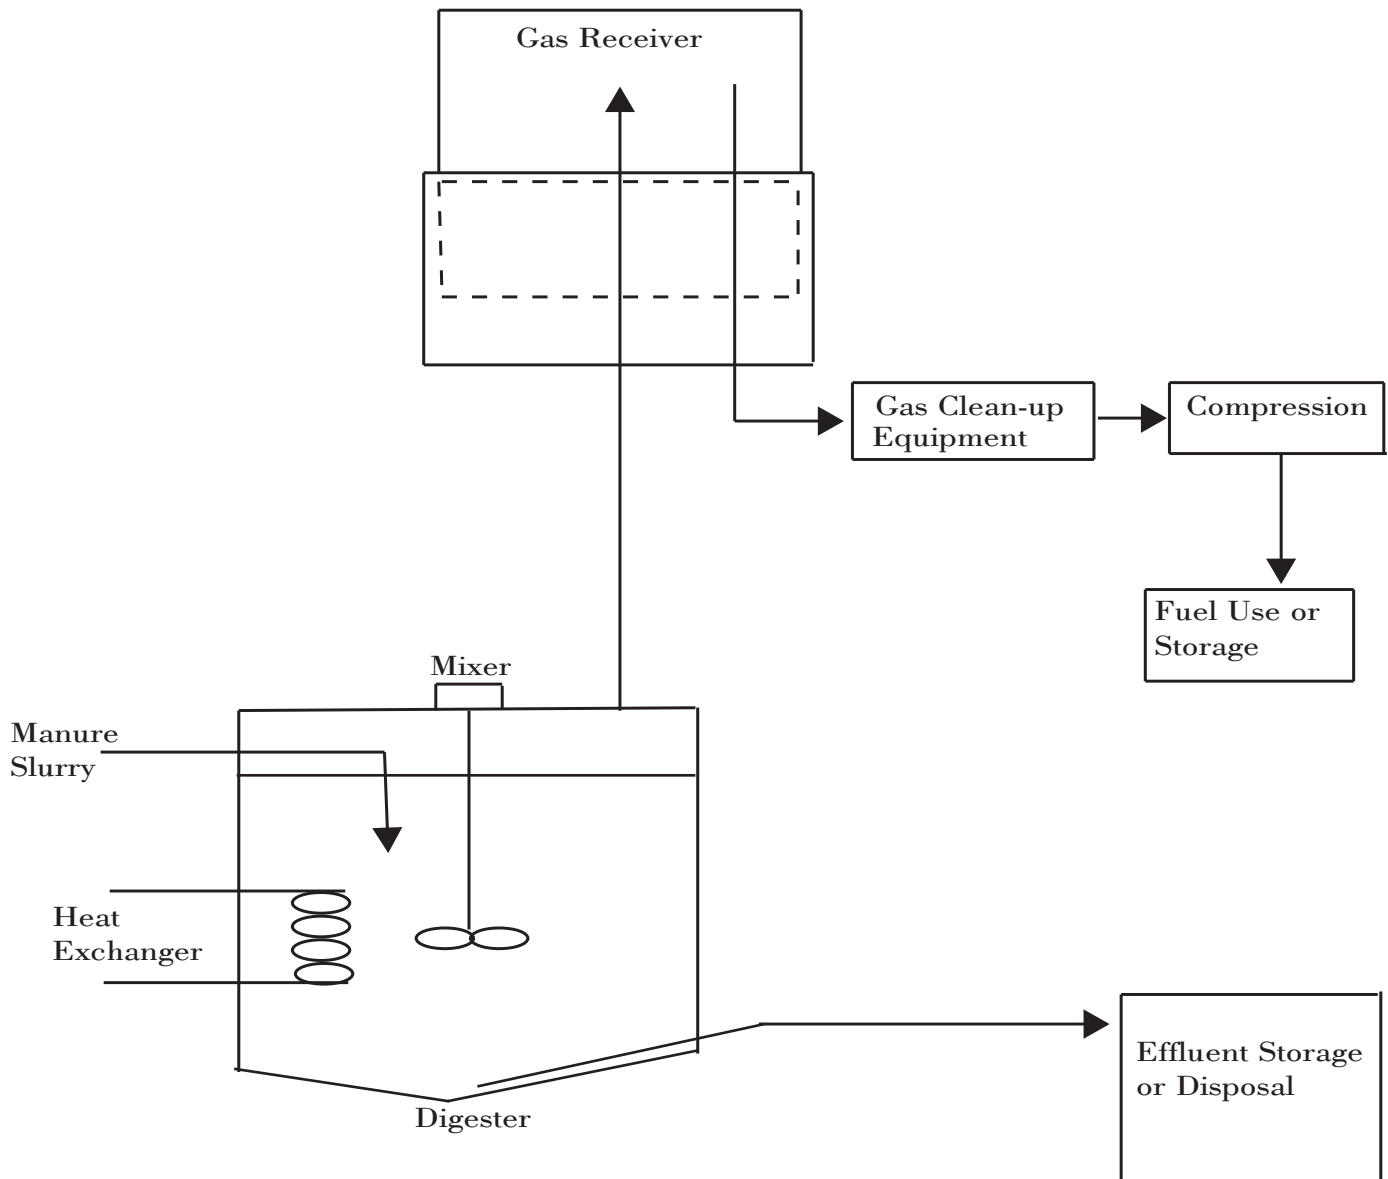 Gas Receiver
Gas Clean-up
Equipment
Compression
Fuel Use or
Storage
Mixer
Manure
Slurry
Heat
Exchanger
Effluent Storage
or Disposal
Digester